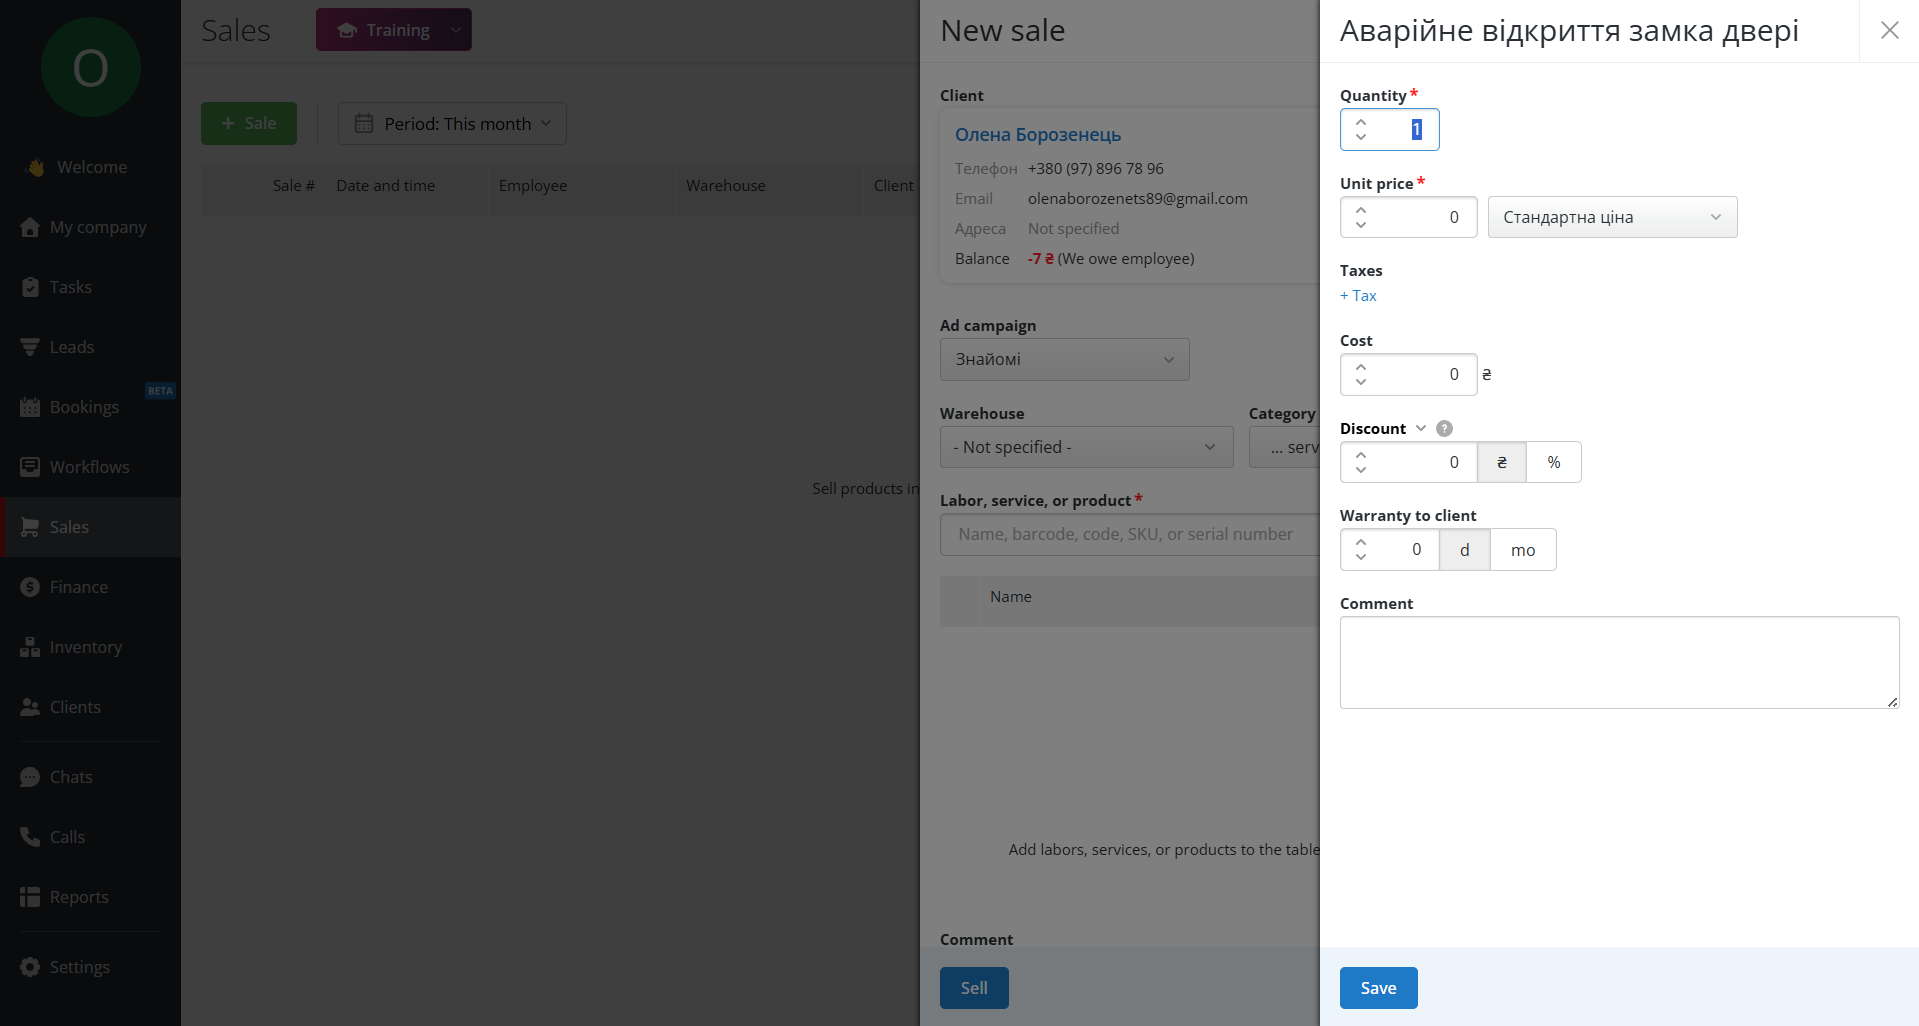 O
Welcome
My company
Tasks
Leads
BETA
Bookings
Workflows
Sales
Finance
Inventory
Clients
Chats
Calls
Reports
Settings
Sales
Training
+ Sale
Period: This month
Sale # Date and time Employee Warehouse Client
Sell products in
New sale
Client
Олена Борозенець
Телефон +380 (97) 896 78 96
Email olenaborozenets89@gmail.com
Адреса Not specified
Balance -7 ₴ (We owe employee)
Ad campaign
Знайомі
Warehouse Category
- Not specified - ... serv
Labor, service, or product *
Name, barcode, code, SKU, or serial number
Name
Add labors, services, or products to the table
Comment
Sell
Аварійне відкриття замка двері
Quantity *
1
Unit price *
0 Стандартна ціна
Taxes
+ Tax
Cost
0 ₴
Discount ?
0 ₴ %
Warranty to client
0 d mo
Comment
Save